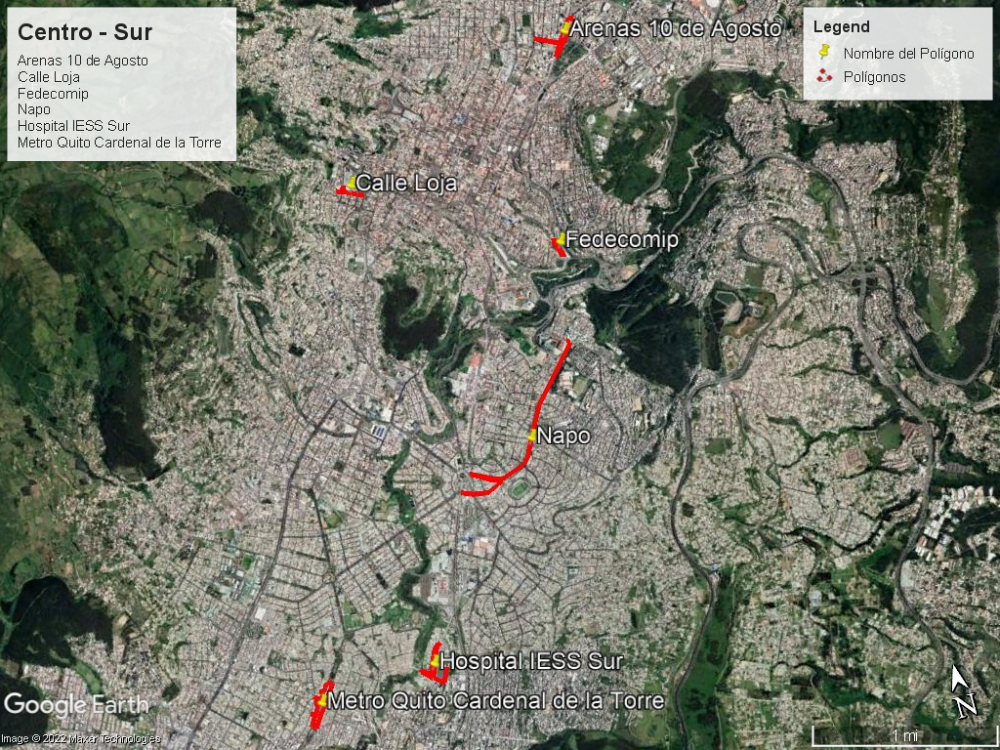 Centro - Sur
Arenas 10 de Agosto
Calle Loja
Fedecomip
Napo
Hospital IESS Sur
Metro Quito Cardenal de la Torre
Legend
Nombre del Polígono
Polígonos
Arenas 10 de Agosto
Calle Loja
Fedecomip
Napo
Hospital IESS Sur
Metro Quito Cardenal de la Torre
Google Earth
Image © 2022 Maxar Technologies
1 mi
N